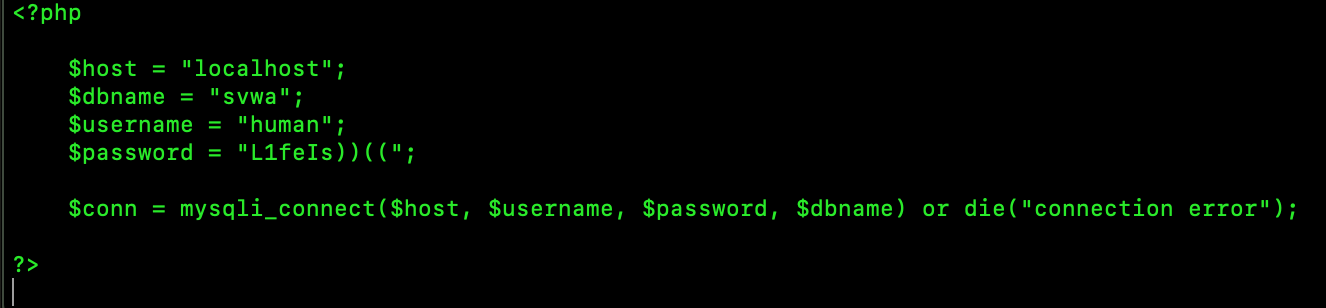 <?php
$host = "localhost";
$dbname = "svwa";
$username = "human";
$password = "L1feIs))((";
$conn = mysqli_connect($host, $username, $password, $dbname) or die("connection error");
?>